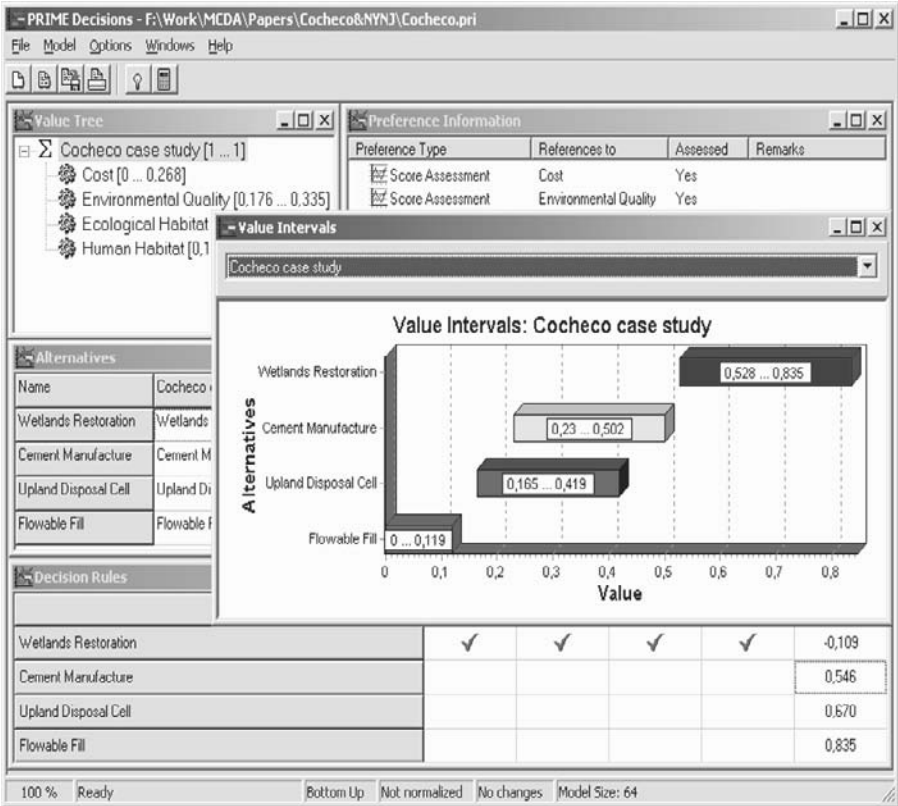 PRIME Decisions - F:\Work\MCDA\Papers\Cocheco&NYNJ\Cocheco.pri
File Model Options Windows Help
Value Tree
Cocheco case study [1 ... 1]
Cost [0 ... 0,268]
Environmental Quality [0,176 ... 0,335]
Ecological Habitat
Human Habitat [0,1
Preference Information
Preference Type References to Assessed Remarks
Score Assessment Cost Yes
Score Assessment Environmental Quality Yes
Value Intervals
Cocheco case study
Value Intervals: Cocheco case study
Alternatives
Wetlands Restoration 0,528 ... 0,835
Cement Manufacture 0,23 ... 0,502
Upland Disposal Cell 0,165 ... 0,419
Flowable Fill 0 ... 0,119
0 0,1 0,2 0,3 0,4 0,5 0,6 0,7 0,8
Value
Alternatives
Name Cocheco
Wetlands Restoration Wetlands
Cement Manufacture Cement M
Upland Disposal Cell Upland Di
Flowable Fill Flowable F
Decision Rules
Wetlands Restoration ✓ ✓ ✓ ✓ -0,109
Cement Manufacture 0,546
Upland Disposal Cell 0,670
Flowable Fill 0,835
100 % Ready Bottom Up Not normalized No changes Model Size: 64